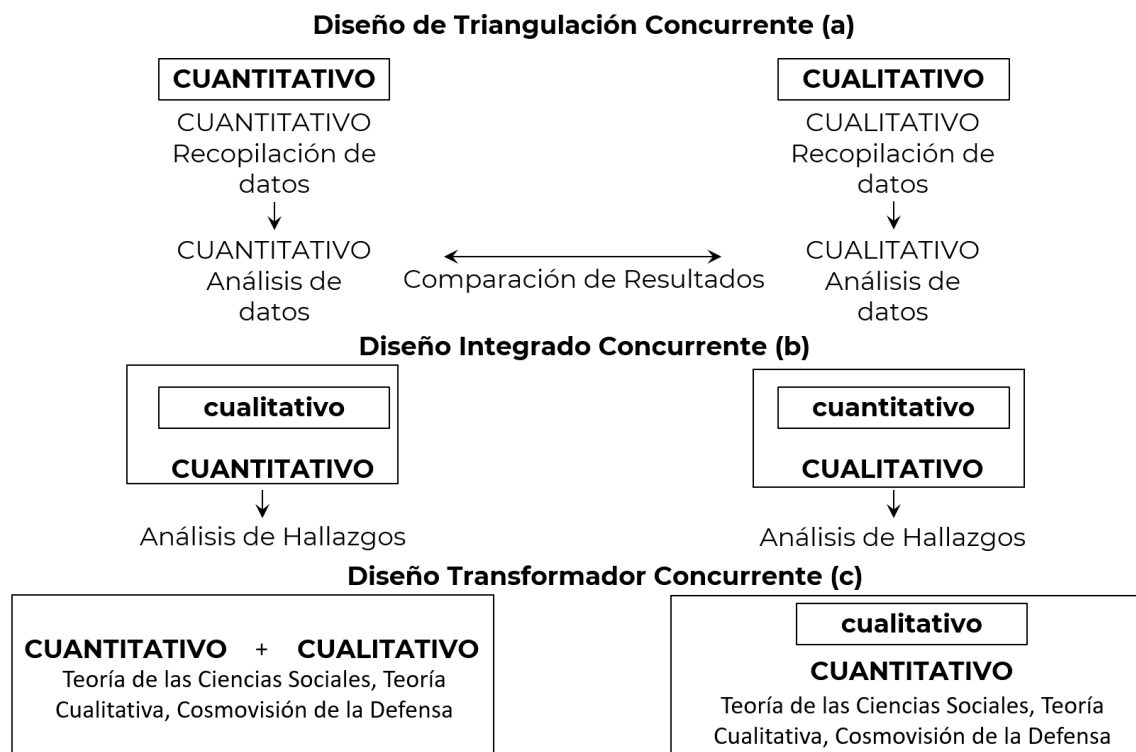 Diseño de Triangulación Concurrente (a)
CUANTITATIVO
CUANTITATIVO
Recopilación de
datos
CUANTITATIVO
Análisis de
datos
Comparación de Resultados
CUALITATIVO
CUALITATIVO
Recopilación de
datos
CUALITATIVO
Análisis de
datos
Diseño Integrado Concurrente (b)
cualitativo
CUANTITATIVO
Análisis de Hallazgos
cuantitativo
CUALITATIVO
Análisis de Hallazgos
Diseño Transformador Concurrente (c)
CUANTITATIVO + CUALITATIVO
Teoría de las Ciencias Sociales, Teoría
Cualitativa, Cosmovisión de la Defensa
cualitativo
CUANTITATIVO
Teoría de las Ciencias Sociales, Teoría
Cualitativa, Cosmovisión de la Defensa